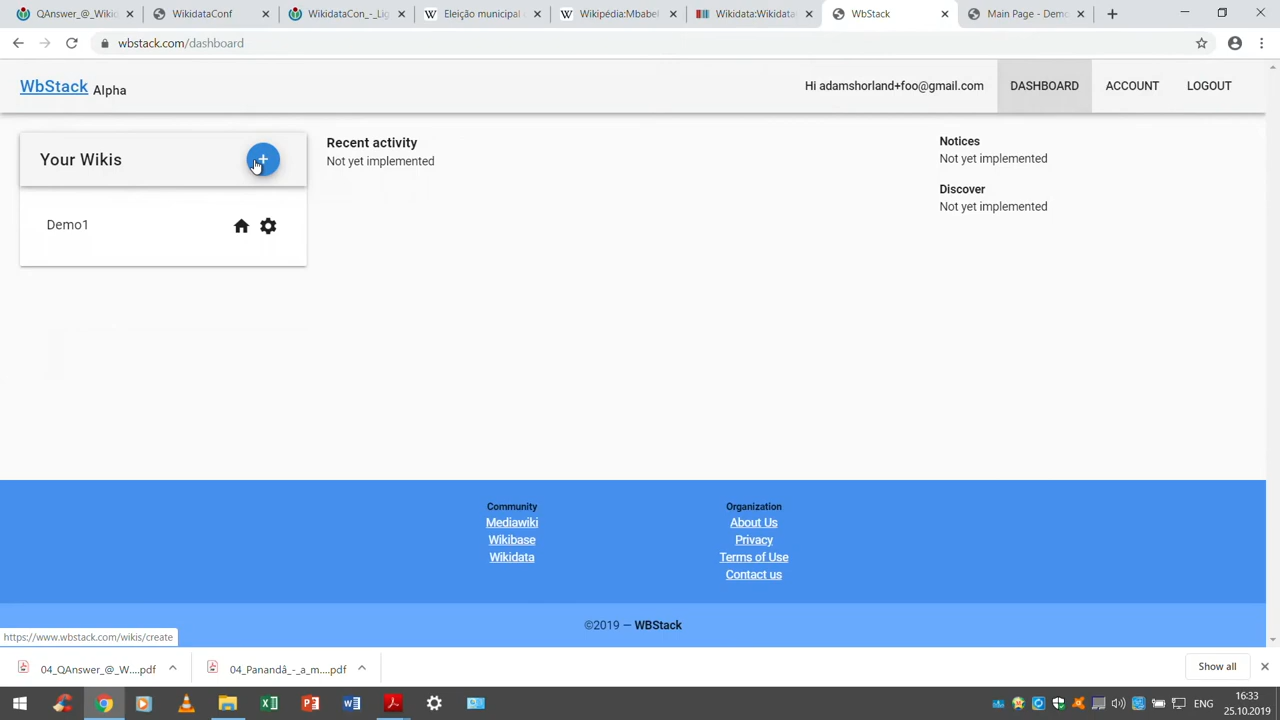 QAnswer_@_Wiki
WikidataConf
WikidataCon_-_Lig
Eleição municipal
Wikipédia:Mbabel
Wikidata:Wikidata
WbStack
Main Page - Demo
wbstack.com/dashboard
WbStack Alpha
Hi adamshorland+foo@gmail.com
DASHBOARD
ACCOUNT
LOGOUT
Your Wikis
+
Recent activity
Not yet implemented
Notices
Not yet implemented
Discover
Not yet implemented
Demo1
Community
Mediawiki
Wikibase
Wikidata
Organization
About Us
Privacy
Terms of Use
Contact us
©2019 — WBStack
https://www.wbstack.com/wikis/create
04_QAnswer_@_W....pdf
04_Panandâ_-_a_m....pdf
Show all
ENG
16:33
25.10.2019